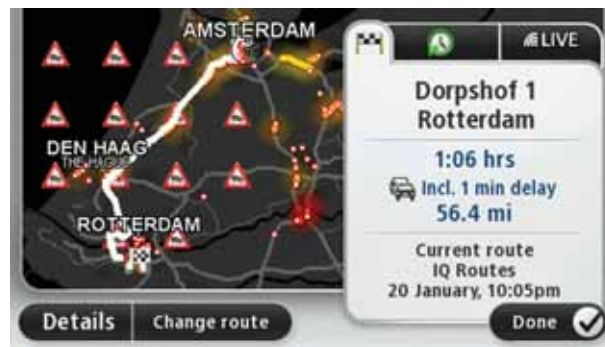 AMSTERDAM
DEN HAAG
THE HAGUE
ROTTERDAM
LIVE
Dorpshof 1
Rotterdam
1:06 hrs
Incl. 1 min delay
56.4 mi
Current route
IQ Routes
20 January, 10:05pm
Details
Change route
Done